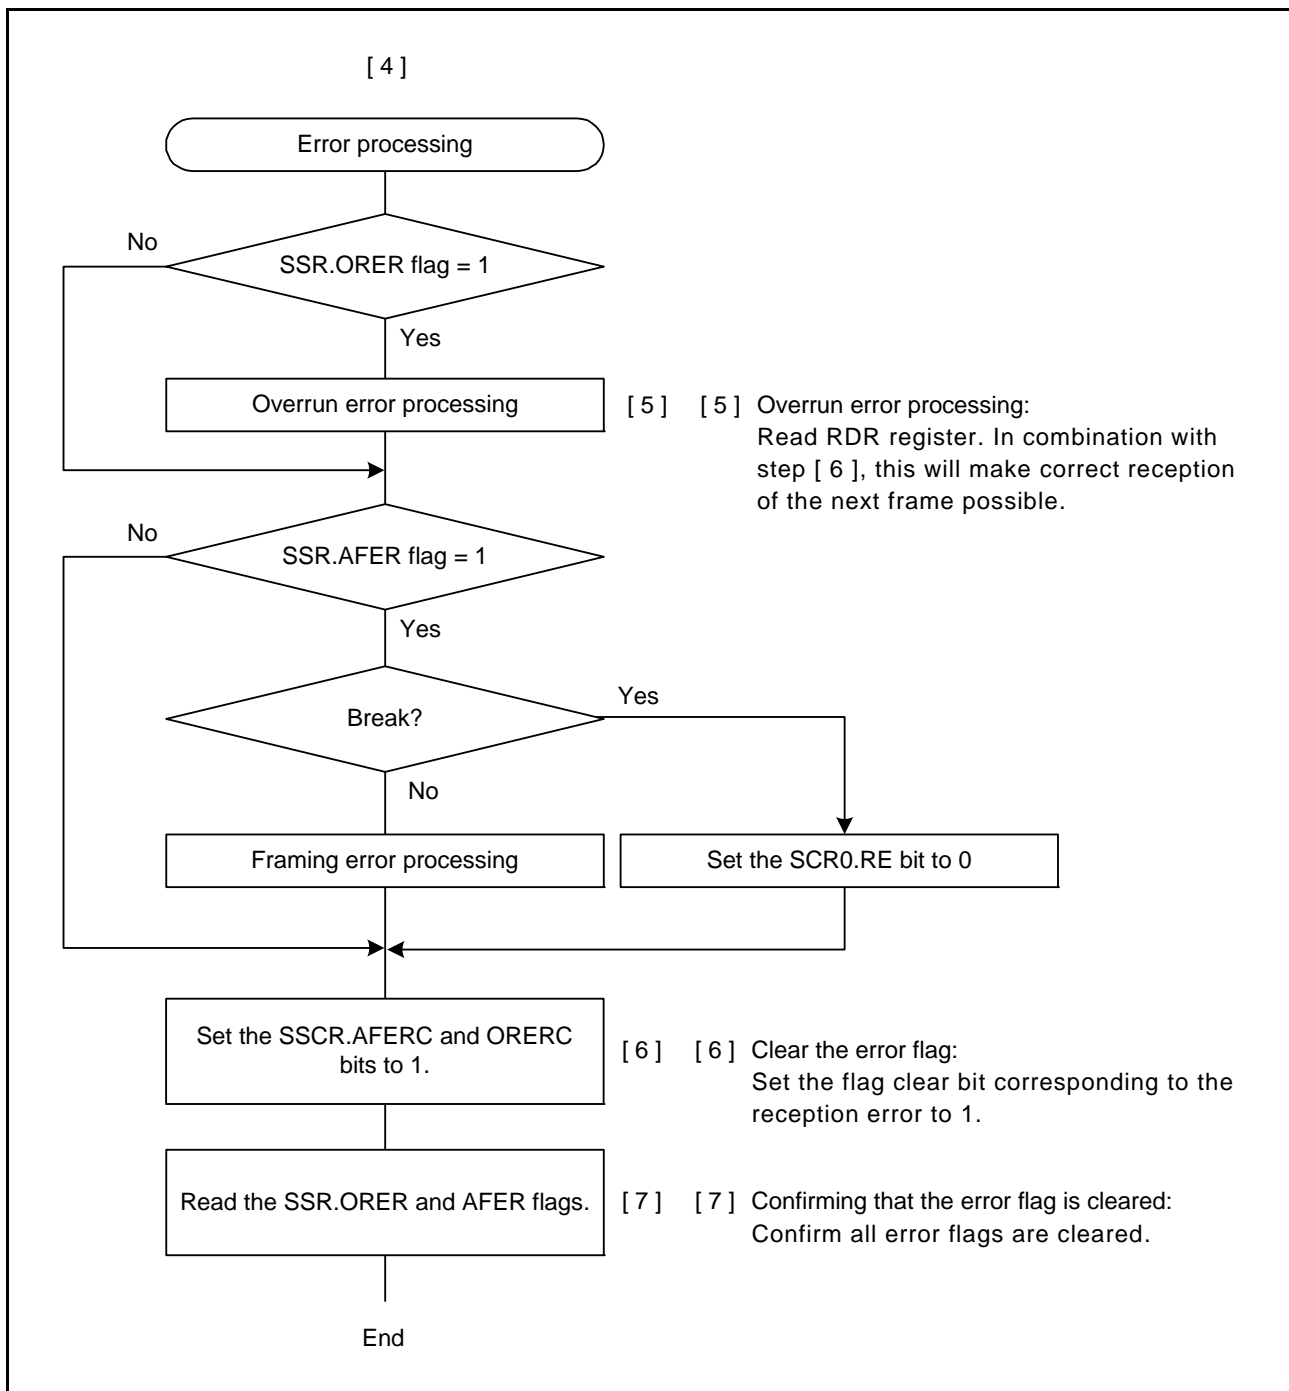 [ 4 ]
Error processing
No
SSR.ORER flag = 1
Yes
Overrun error processing
[ 5 ] [ 5 ] Overrun error processing:
Read RDR register. In combination with
step [ 6 ], this will make correct reception
of the next frame possible.
No
SSR.AFER flag = 1
Yes
Break?
Yes
No
Framing error processing
Set the SCR0.RE bit to 0
Set the SSCR.AFERC and ORERC
bits to 1.
[ 6 ] [ 6 ] Clear the error flag:
Set the flag clear bit corresponding to the
reception error to 1.
Read the SSR.ORER and AFER flags.
[ 7 ] [ 7 ] Confirming that the error flag is cleared:
Confirm all error flags are cleared.
End